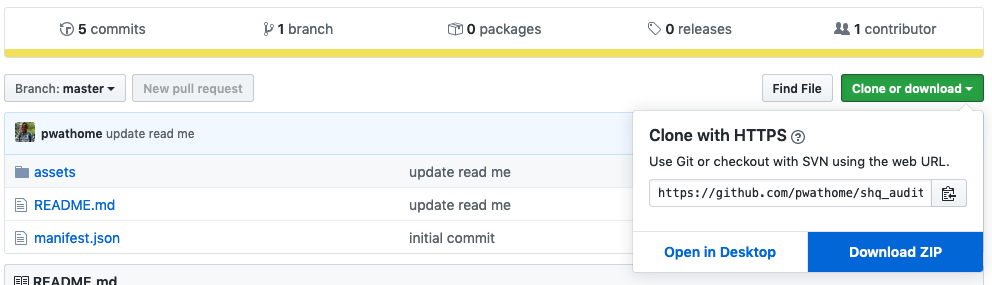 5 commits 1 branch 0 packages 0 releases 1 contributor
Branch: master New pull request Find File Clone or download
pwathome update read me
assets update read me
README.md update read me
manifest.json initial commit
README.md
Clone with HTTPS ?
Use Git or checkout with SVN using the web URL.
https://github.com/pwathome/shq_audit
Open in Desktop Download ZIP